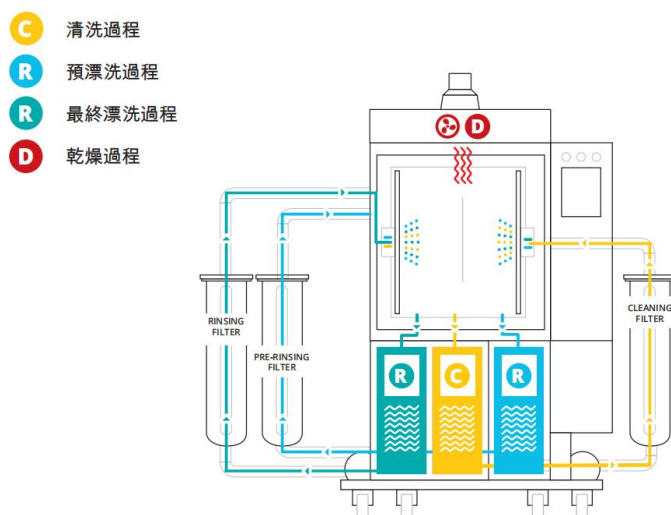 C 清洗過程
R 預漂洗過程
R 最終漂洗過程
D 乾燥過程
D
RINSING
FILTER
PRE-RINSING
FILTER
CLEANING
FILTER
R
C
R